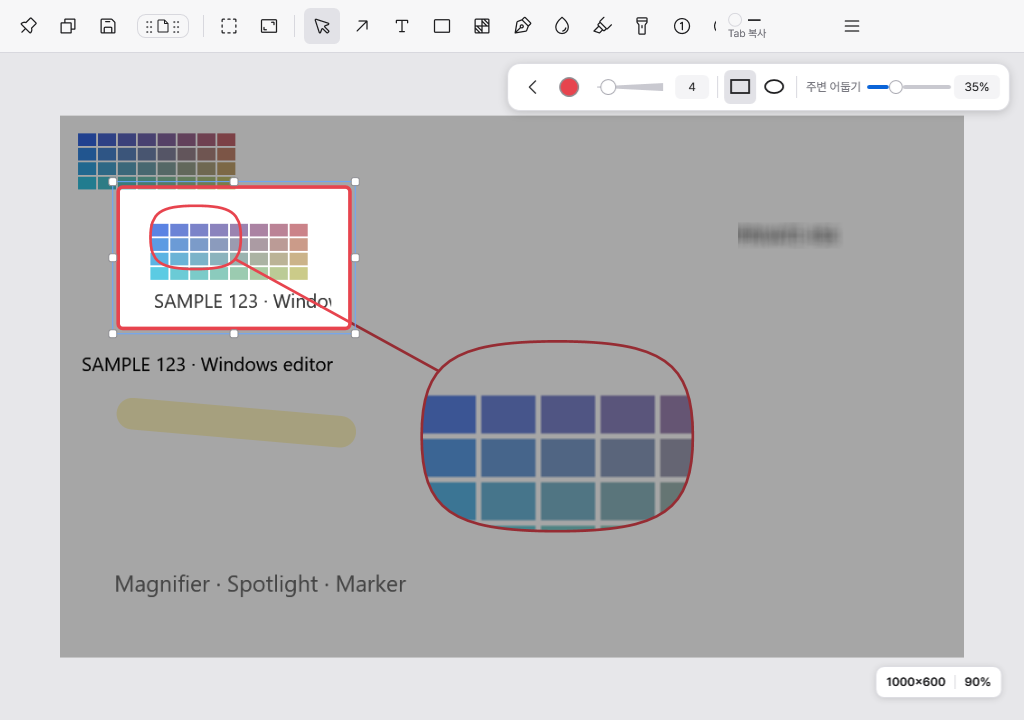 Tab 복사
4
주변 어둡기
35%
SAMPLE 123 · Window
SAMPLE 123 · Windows editor
Magnifier · Spotlight · Marker
1000×600
90%